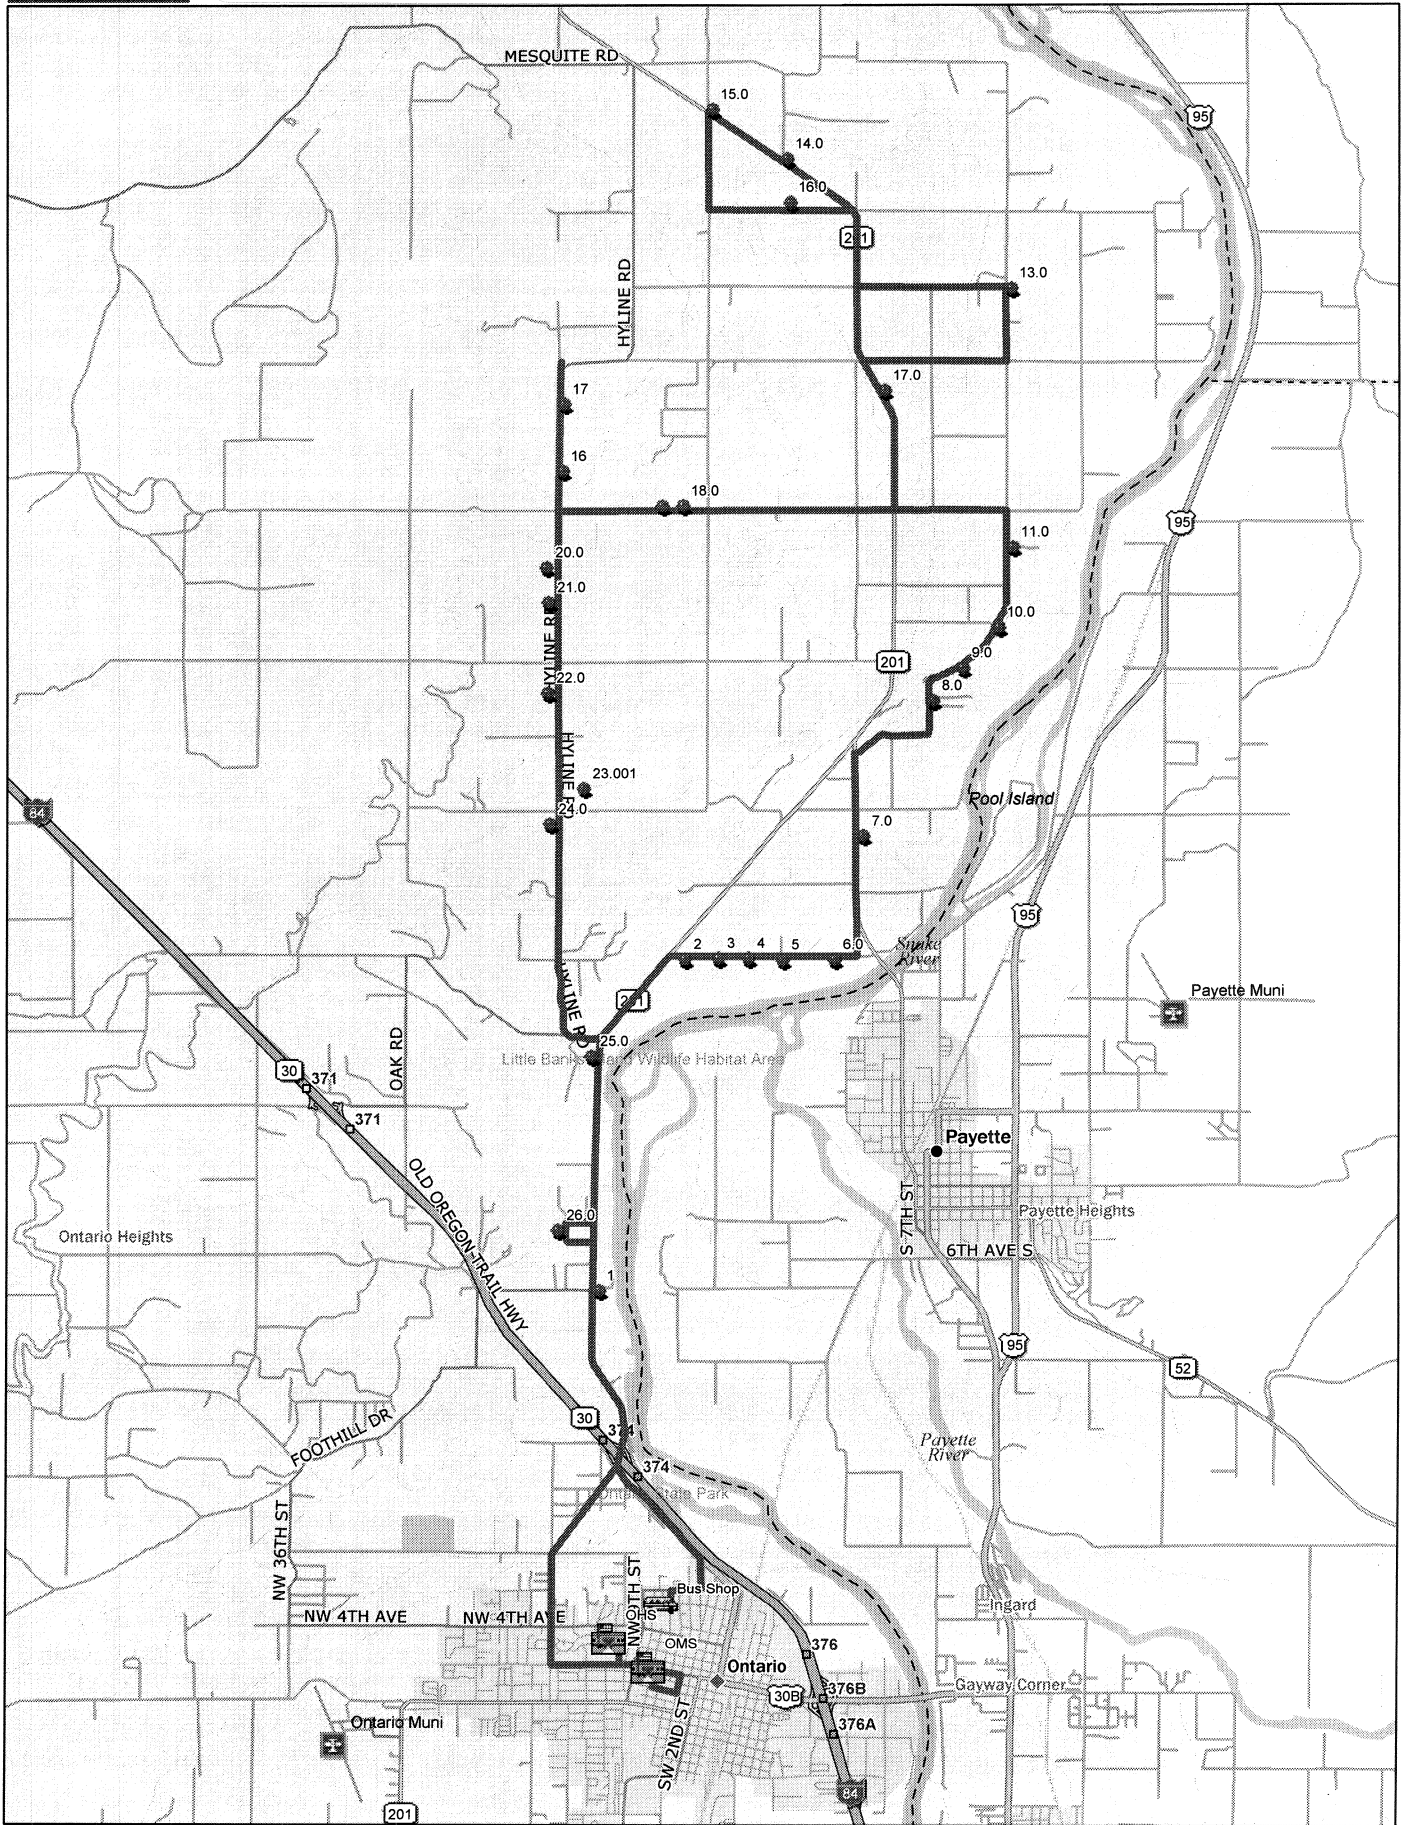 MESQUITE RD
15.0
95
14.0
16.0
201
HYLINE RD
13.0
17
17.0
16
18.0
95
11.0
20.0
21.0
10.0
HYLINE RD
201
9.0
22.0
8.0
HYLINE RD
23.001
Pool Island
84
24.0
7.0
95
2
3
4
5
6.0
Snake
River
HYLINE RD
201
Payette Muni
25.0
OAK RD
Little Banks Island Wildlife Habitat Area
30
371
371
Payette
OLD OREGON-TRAIL HWY
S 7TH ST
Payette Heights
26.0
Ontario Heights
6TH AVE S
1
95
52
30
FOOTHILL DR
374
Payette
River
374
Ontario State Park
NW 36TH ST
NW 9TH ST
Bus Shop
Ingard
NW 4TH AVE
NW 4TH AVE
OHS
OMS
376
Ontario
30B
376B
Gayway Corner
SW 2ND ST
Ontario Muni
376A
84
201